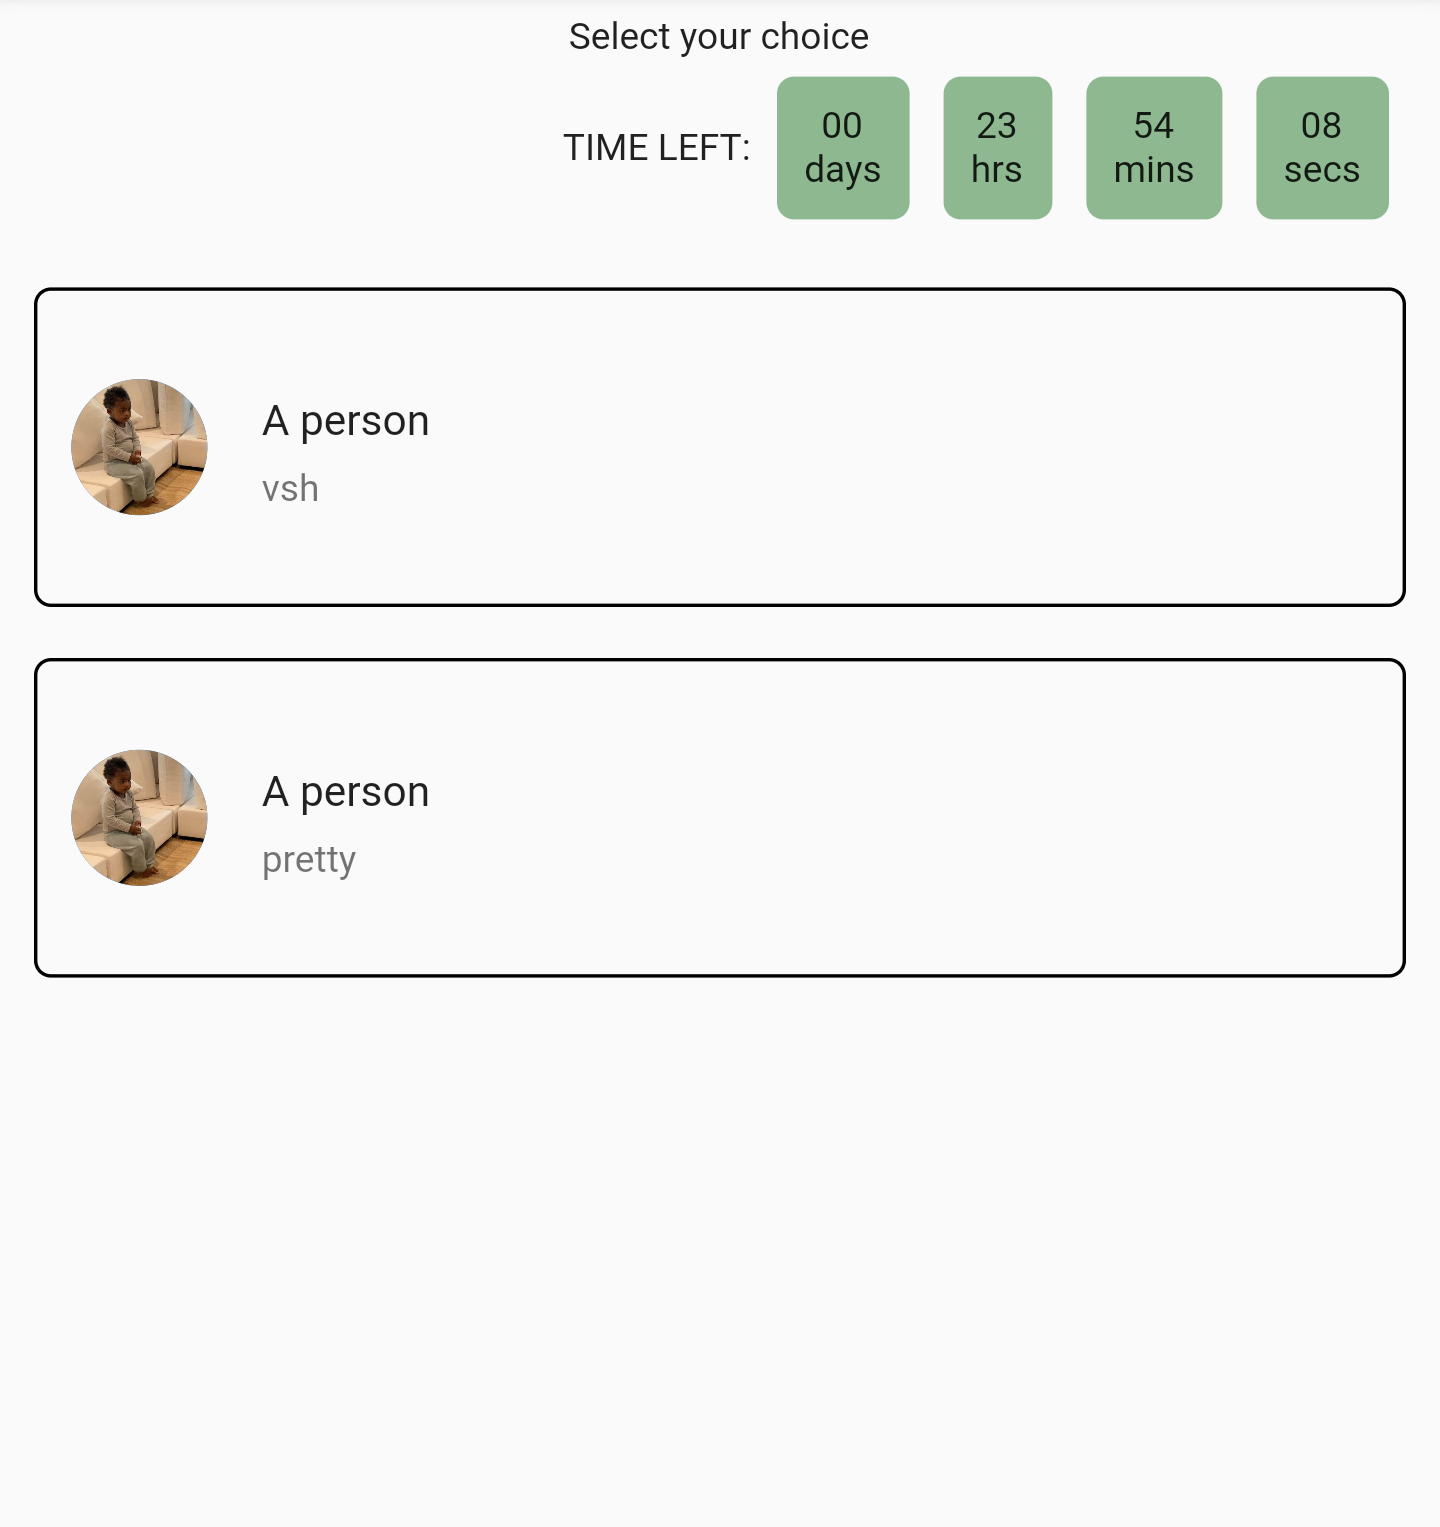 Select your choice
TIME LEFT:
00
days
23
hrs
54
mins
08
secs
A person
vsh
A person
pretty